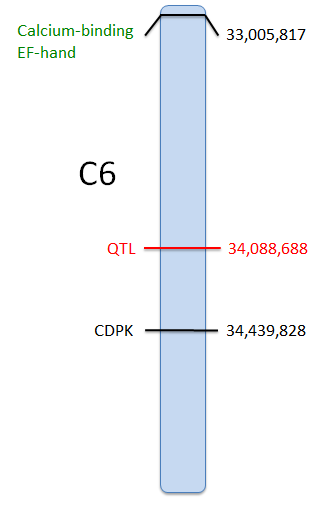 Calcium-binding
EF-hand
33,005,817
C6
QTL
34,088,688
CDPK
34,439,828